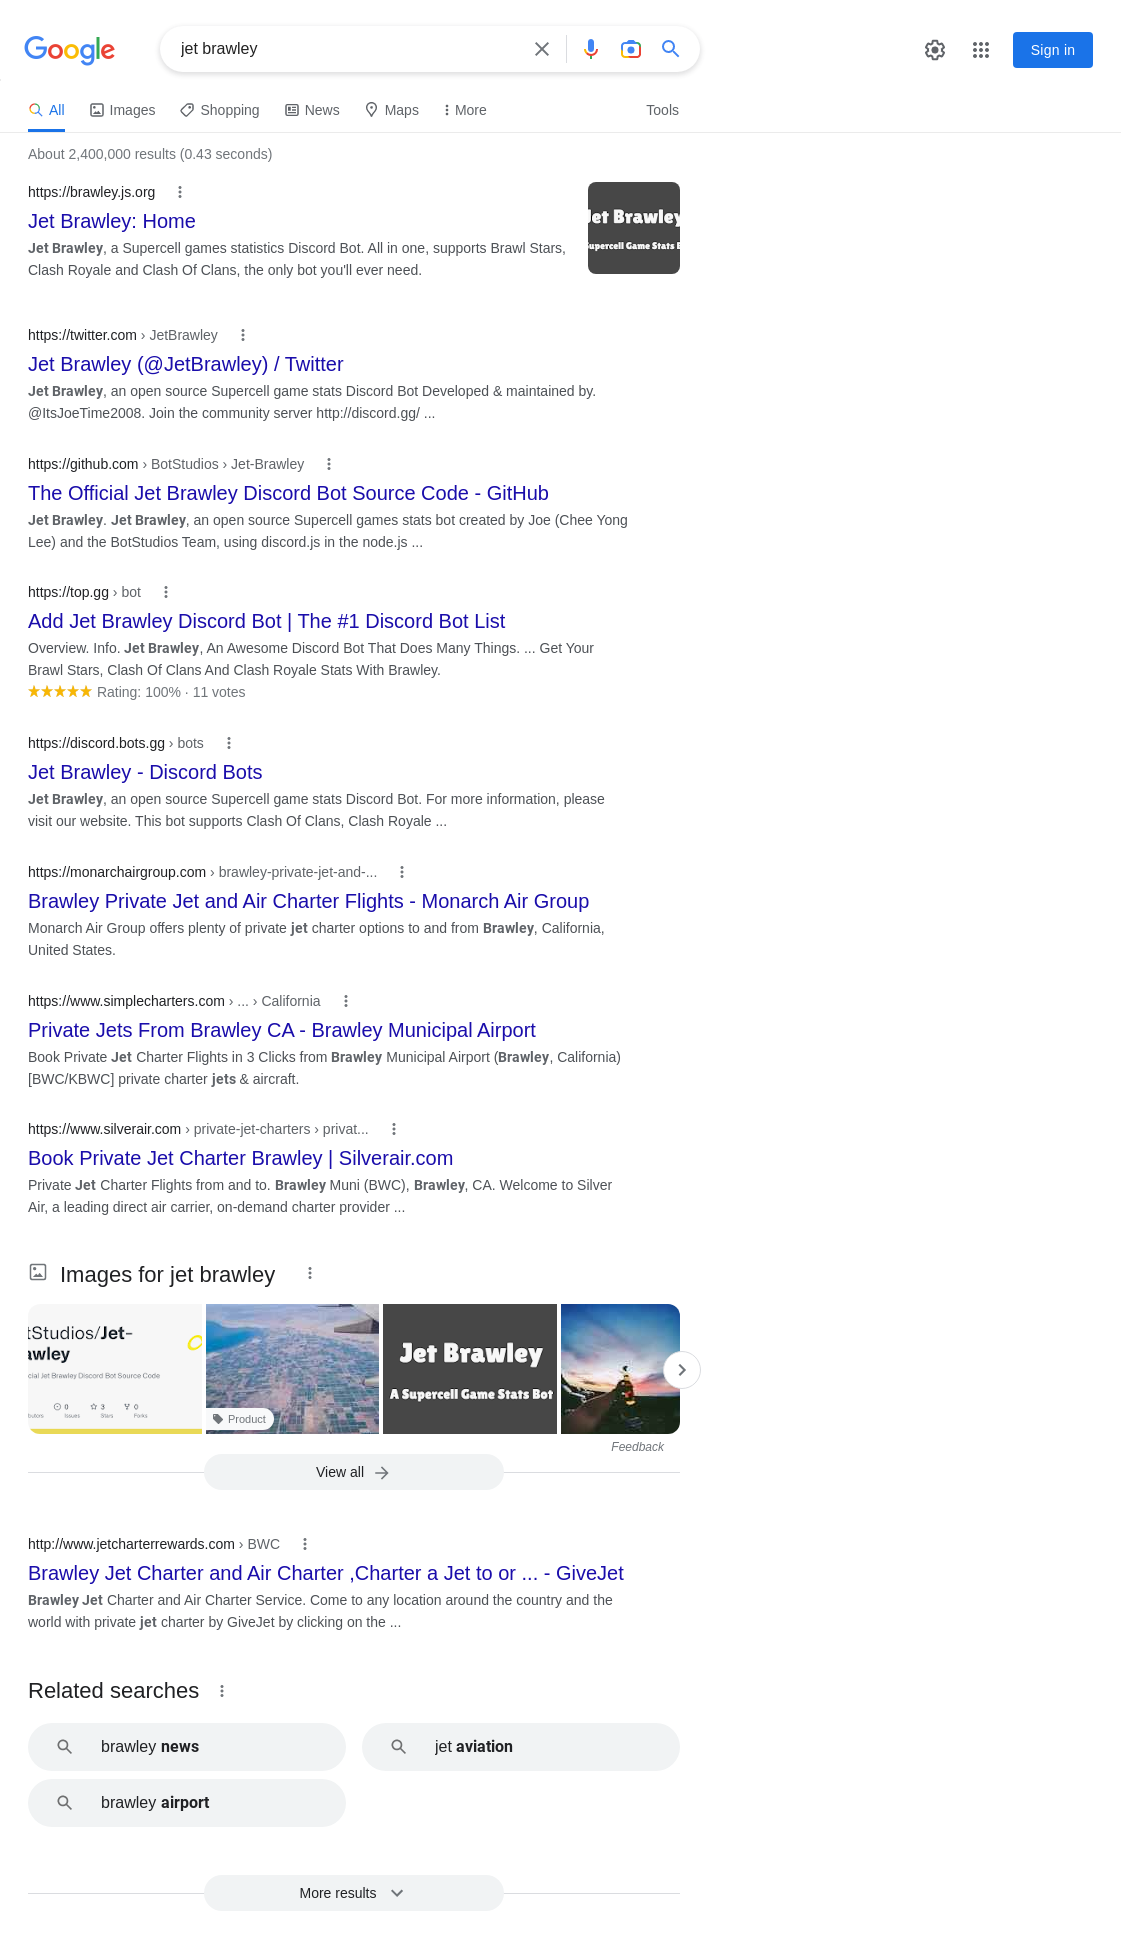 Google
jet brawley
Sign in
All
Images
Shopping
News
Maps
More
Tools
About 2,400,000 results (0.43 seconds)
https://brawley.js.org
Jet Brawley: Home
Jet Brawley, a Supercell games statistics Discord Bot. All in one, supports Brawl Stars,
Clash Royale and Clash Of Clans, the only bot you'll ever need.
Jet Brawley
Supercell Game Stats B
https://twitter.com › JetBrawley
Jet Brawley (@JetBrawley) / Twitter
Jet Brawley, an open source Supercell game stats Discord Bot Developed & maintained by.
@ItsJoeTime2008. Join the community server http://discord.gg/ ...
https://github.com › BotStudios › Jet-Brawley
The Official Jet Brawley Discord Bot Source Code - GitHub
Jet Brawley. Jet Brawley, an open source Supercell games stats bot created by Joe (Chee Yong
Lee) and the BotStudios Team, using discord.js in the node.js ...
https://top.gg › bot
Add Jet Brawley Discord Bot | The #1 Discord Bot List
Overview. Info. Jet Brawley, An Awesome Discord Bot That Does Many Things. ... Get Your
Brawl Stars, Clash Of Clans And Clash Royale Stats With Brawley.
Rating: 100% · 11 votes
https://discord.bots.gg › bots
Jet Brawley - Discord Bots
Jet Brawley, an open source Supercell game stats Discord Bot. For more information, please
visit our website. This bot supports Clash Of Clans, Clash Royale ...
https://monarchairgroup.com › brawley-private-jet-and-...
Brawley Private Jet and Air Charter Flights - Monarch Air Group
Monarch Air Group offers plenty of private jet charter options to and from Brawley, California,
United States.
https://www.simplecharters.com › ... › California
Private Jets From Brawley CA - Brawley Municipal Airport
Book Private Jet Charter Flights in 3 Clicks from Brawley Municipal Airport (Brawley, California)
[BWC/KBWC] private charter jets & aircraft.
https://www.silverair.com › private-jet-charters › privat...
Book Private Jet Charter Brawley | Silverair.com
Private Jet Charter Flights from and to. Brawley Muni (BWC), Brawley, CA. Welcome to Silver
Air, a leading direct air carrier, on-demand charter provider ...
Images for jet brawley
tStudios/Jet-
awley
cial Jet Brawley Discord Bot Source Code
0
3
0
butors
Issues
Stars
Forks
Product
Jet Brawley
A Supercell Game Stats Bot
Feedback
View all
http://www.jetcharterrewards.com › BWC
Brawley Jet Charter and Air Charter ,Charter a Jet to or ... - GiveJet
Brawley Jet Charter and Air Charter Service. Come to any location around the country and the
world with private jet charter by GiveJet by clicking on the ...
Related searches
brawley news
jet aviation
brawley airport
More results